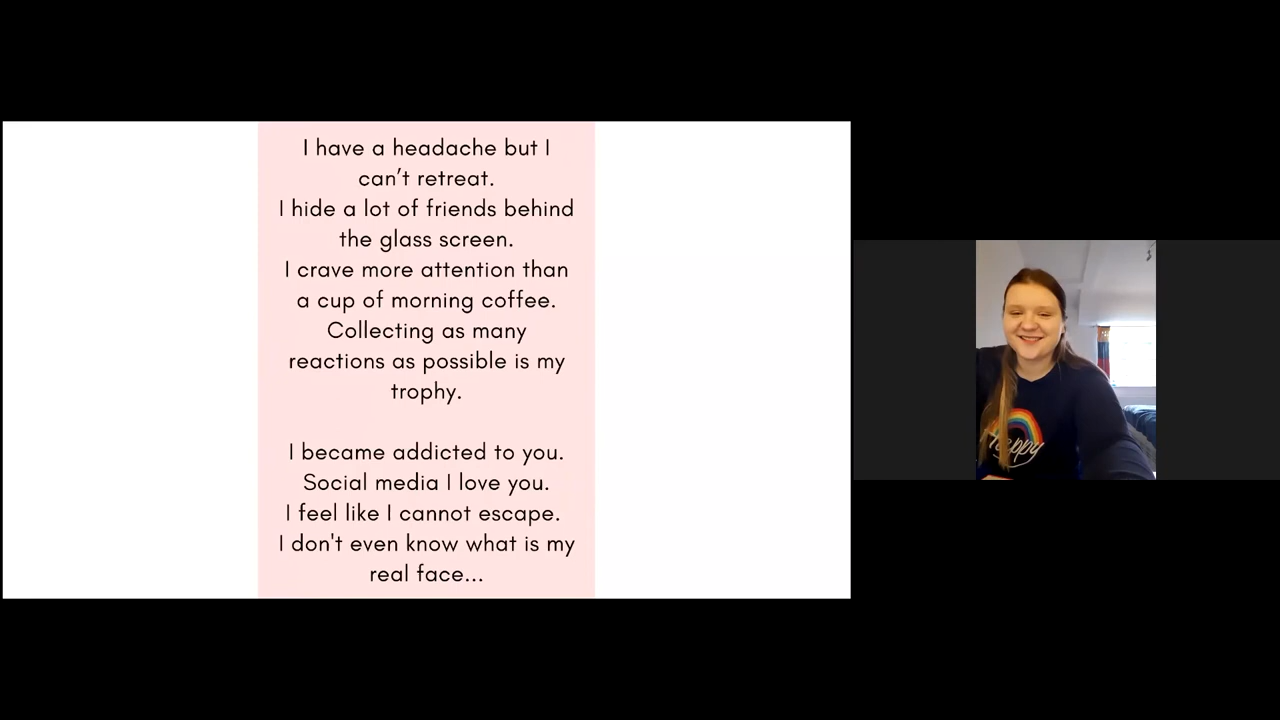 I have a headache but I
can’t retreat.
I hide a lot of friends behind
the glass screen.
I crave more attention than
a cup of morning coffee.
Collecting as many
reactions as possible is my
trophy.
I became addicted to you.
Social media I love you.
I feel like I cannot escape.
I don't even know what is my
real face...
Happy